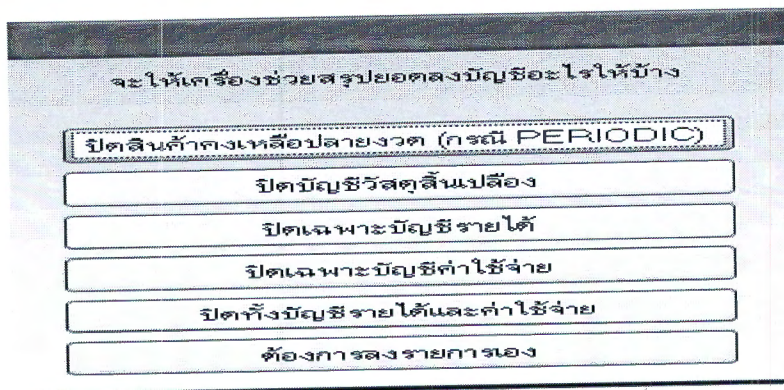 จะให้เครื่องช่วยสรุปยอดลงบัญชีอะไรให้บ้าง
ปิดสินค้าคงเหลือปลายงวด (กรณี PERIODIC)
ปิดบัญชีวัสดุสิ้นเปลือง
ปิดเฉพาะบัญชีรายได้
ปิดเฉพาะบัญชีค่าใช้จ่าย
ปิดทั้งบัญชีรายได้และค่าใช้จ่าย
ต้องการลงรายการเอง